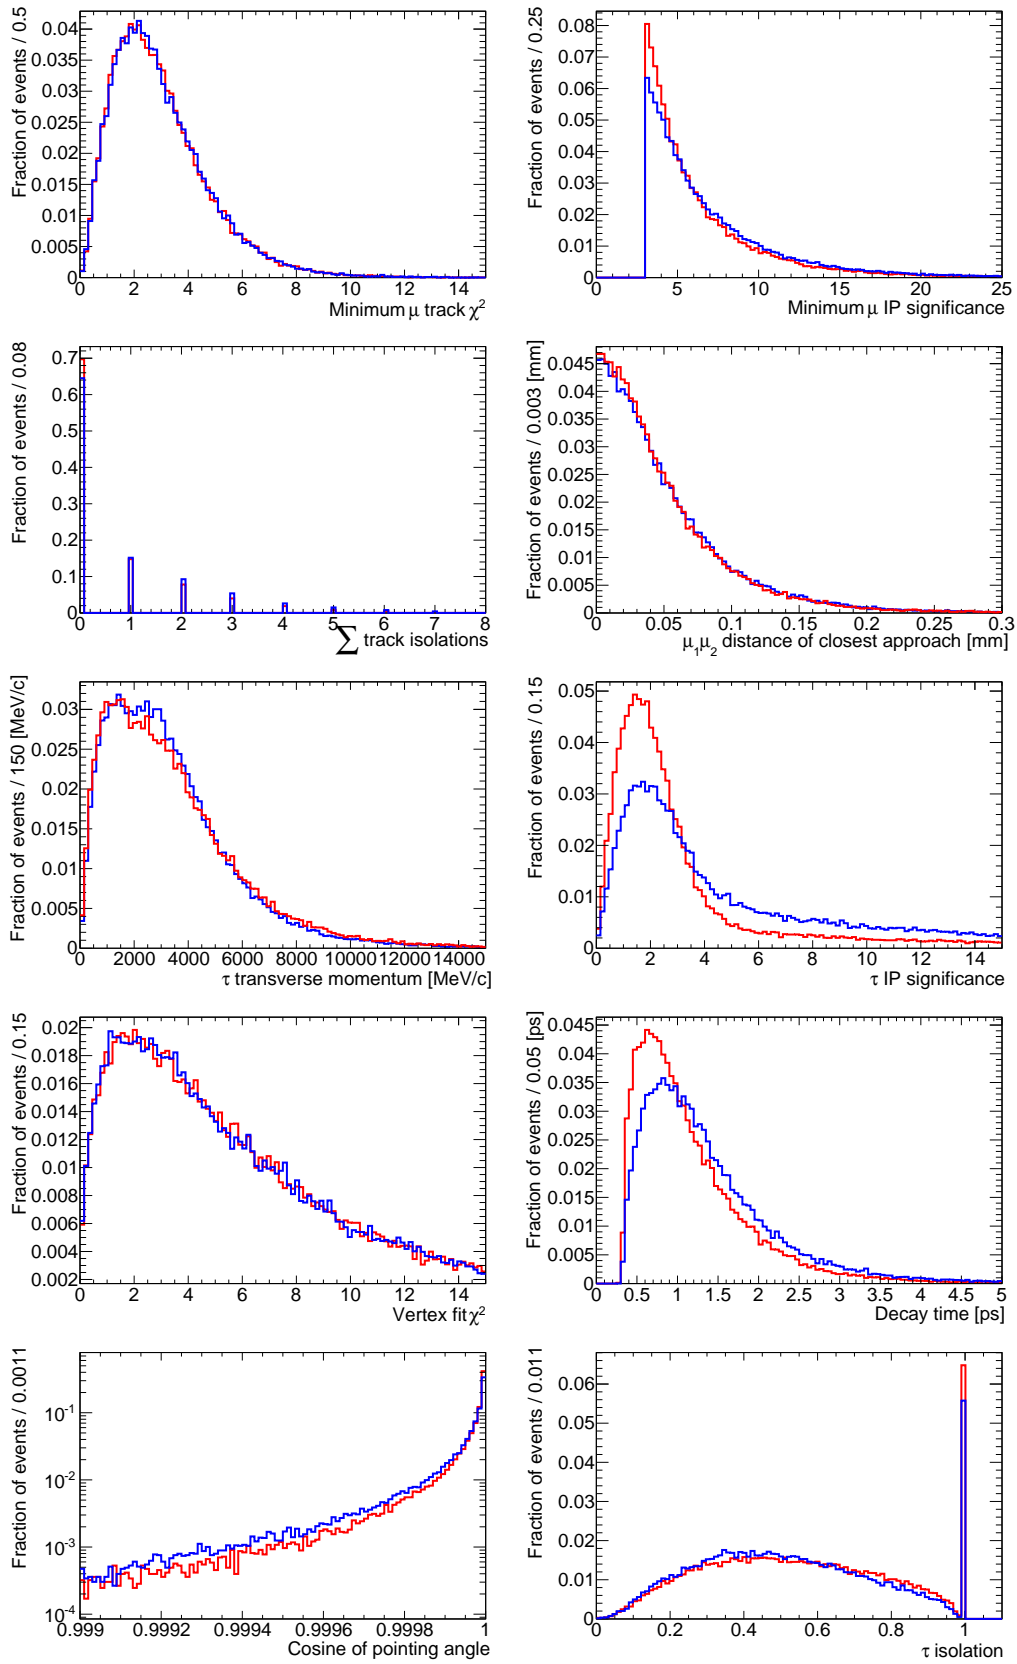 Fraction of events / 0.5
0.04
0.03
0.02
0.01
0.005
0
0 2 4 6 8 10 12 14
Minimum μ track χ²
Fraction of events / 0.25
0.08
0.07
0.06
0.05
0.04
0.03
0.02
0.01
0
0 5 10 15 20 25
Minimum μ IP significance
Fraction of events / 0.08
0.7
0.6
0.5
0.4
0.3
0.2
0.1
0
0 1 2 3 4 5 6 7 8
∑ track isolations
Fraction of events / 0.003 [mm]
0.045
0.04
0.035
0.03
0.025
0.02
0.015
0.01
0.005
0
0 0.05 0.1 0.15 0.2 0.25 0.3
μ₁μ₂ distance of closest approach [mm]
Fraction of events / 150 [MeV/c]
0.03
0.025
0.02
0.015
0.01
0.005
0
0 2000 4000 6000 8000 10000 12000 14000
τ transverse momentum [MeV/c]
Fraction of events / 0.15
0.05
0.04
0.03
0.02
0.01
0
0 2 4 6 8 10 12 14
τ IP significance
Fraction of events / 0.15
0.02
0.018
0.016
0.014
0.012
0.01
0.008
0.006
0.004
0.002
0 2 4 6 8 10 12 14
Vertex fit χ²
Fraction of events / 0.05 [ps]
0.045
0.04
0.035
0.03
0.025
0.02
0.015
0.01
0.005
0
0 0.5 1 1.5 2 2.5 3 3.5 4 4.5 5
Decay time [ps]
Fraction of events / 0.0011
10⁻¹
10⁻²
10⁻³
10⁻⁴
0.999 0.9992 0.9994 0.9996 0.9998 1
Cosine of pointing angle
Fraction of events / 0.011
0.06
0.05
0.04
0.03
0.02
0.01
0
0 0.2 0.4 0.6 0.8 1
τ isolation